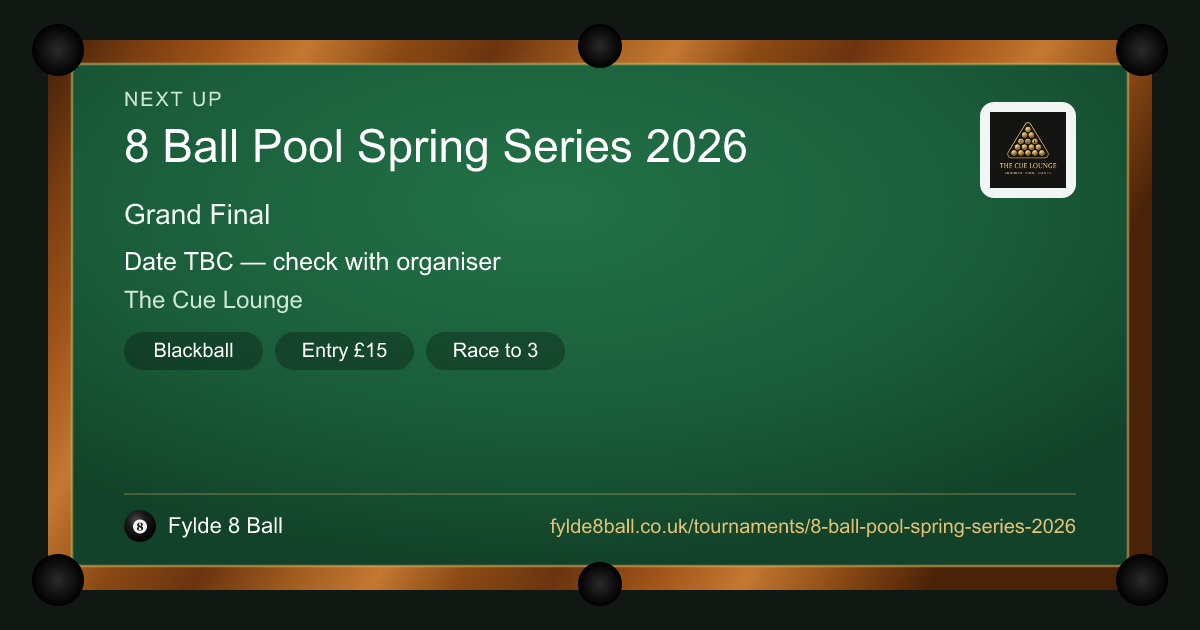 NEXT UP
8 Ball Pool Spring Series 2026
THE CUE LOUNGE
Grand Final
Date TBC — check with organiser
The Cue Lounge
Blackball
Entry £15
Race to 3
8
Fylde 8 Ball
fylde8ball.co.uk/tournaments/8-ball-pool-spring-series-2026